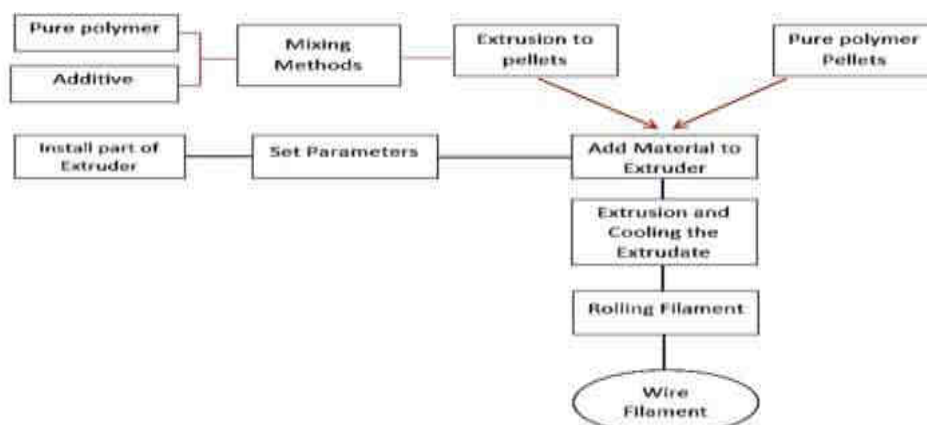 Pure polymer
Additive
Mixing
Methods
Extrusion to
pellets
Pure polymer
Pellets
Install part of
Extruder
Set Parameters
Add Material to
Extruder
Extrusion and
Cooling the
Extrudate
Rolling Filament
Wire
Filament